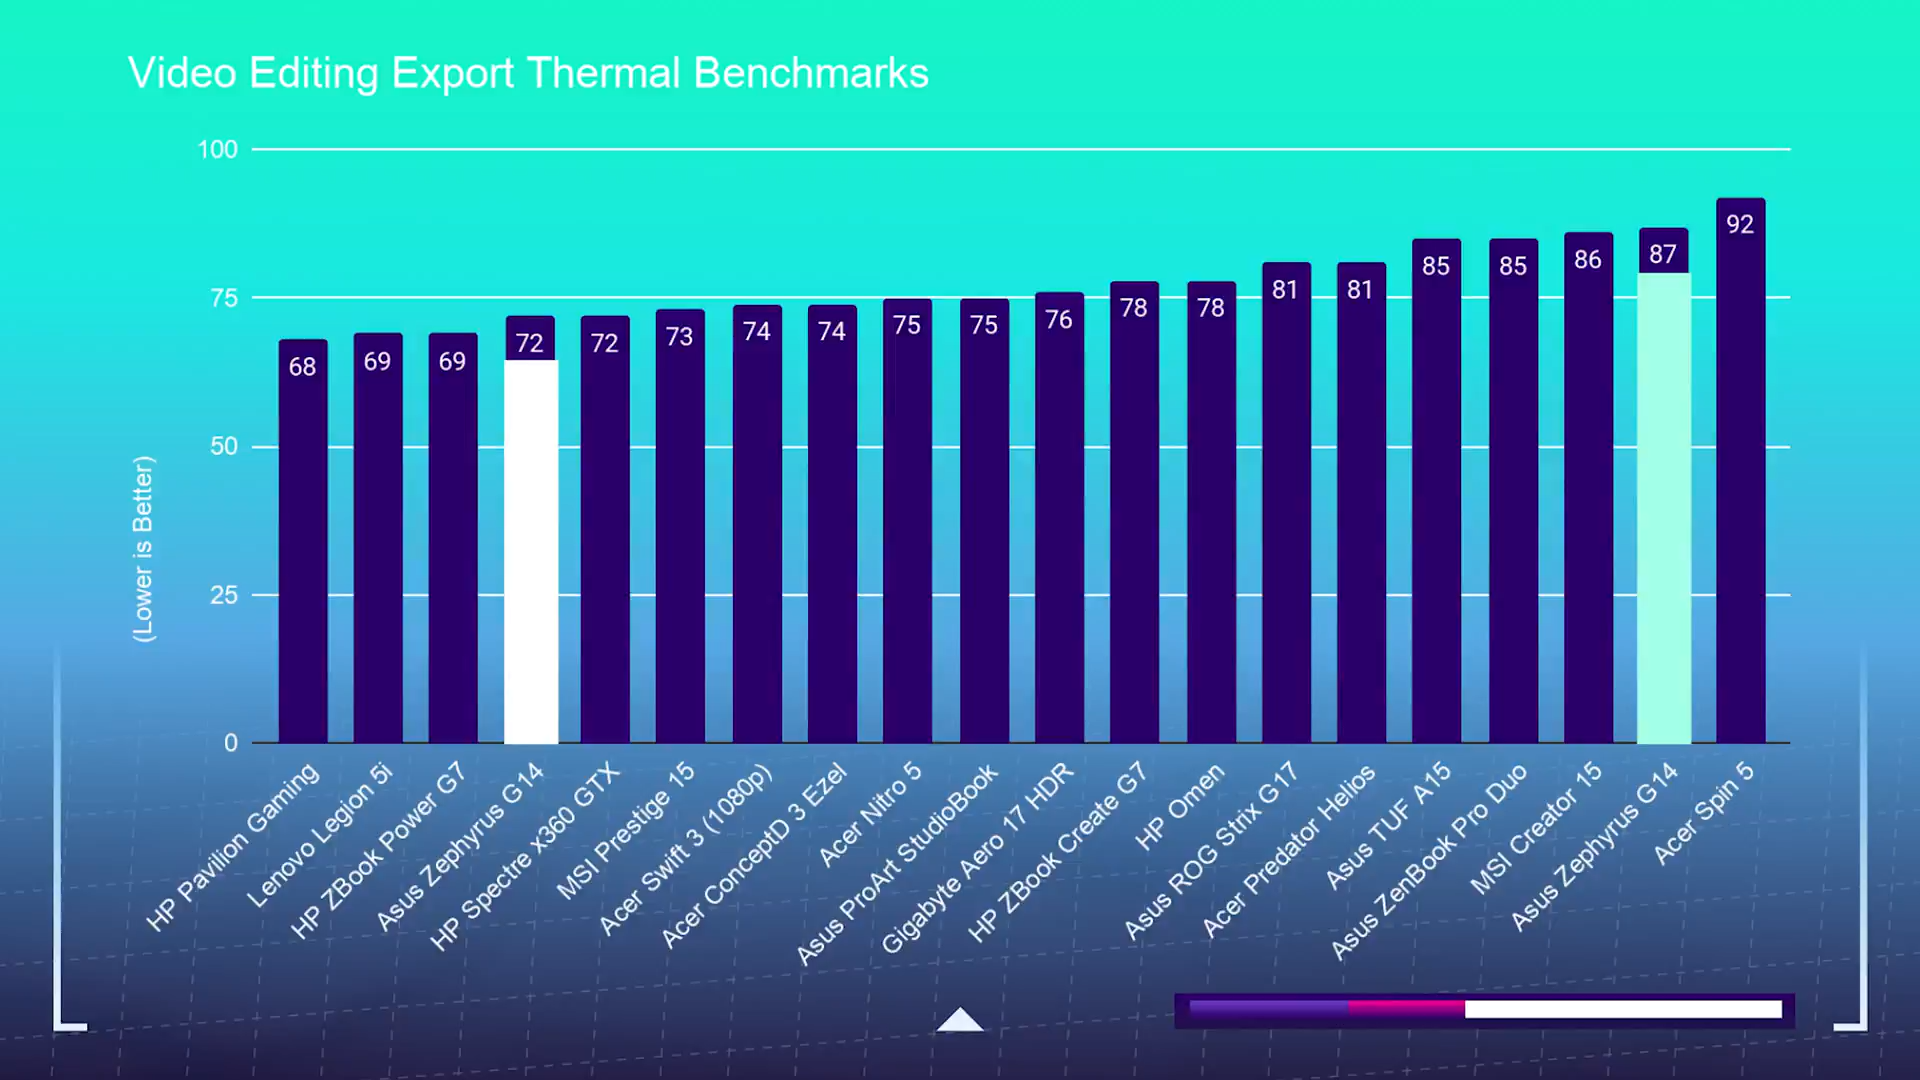 Video Editing Export Thermal Benchmarks
100
75
50
25
0
(Lower is Better)
68
69
69
72
72
73
74
74
75
75
76
78
78
81
81
85
85
86
87
92
HP Pavilion Gaming
Lenovo Legion 5i
HP ZBook Power G7
Asus Zephyrus G14
HP Spectre x360 GTX
MSI Prestige 15
Acer Swift 3 (1080p)
Acer ConceptD 3 Ezel
Acer Nitro 5
Asus ProArt StudioBook
Gigabyte Aero 17 HDR
HP ZBook Create G7
HP Omen
Asus ROG Strix G17
Acer Predator Helios
Asus TUF A15
Asus ZenBook Pro Duo
MSI Creator 15
Asus Zephyrus G14
Acer Spin 5